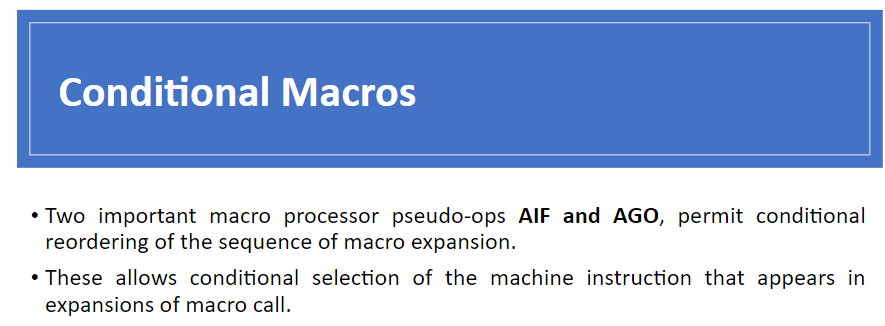 Conditional Macros
• Two important macro processor pseudo-ops AIF and AGO, permit conditional
reordering of the sequence of macro expansion.
• These allows conditional selection of the machine instruction that appears in
expansions of macro call.